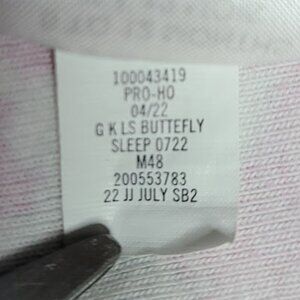 100043419
PRO-HO
04/22
G K LS BUTTEFLY
SLEEP 0722
M48
200553783
22 JJ JULY SB2